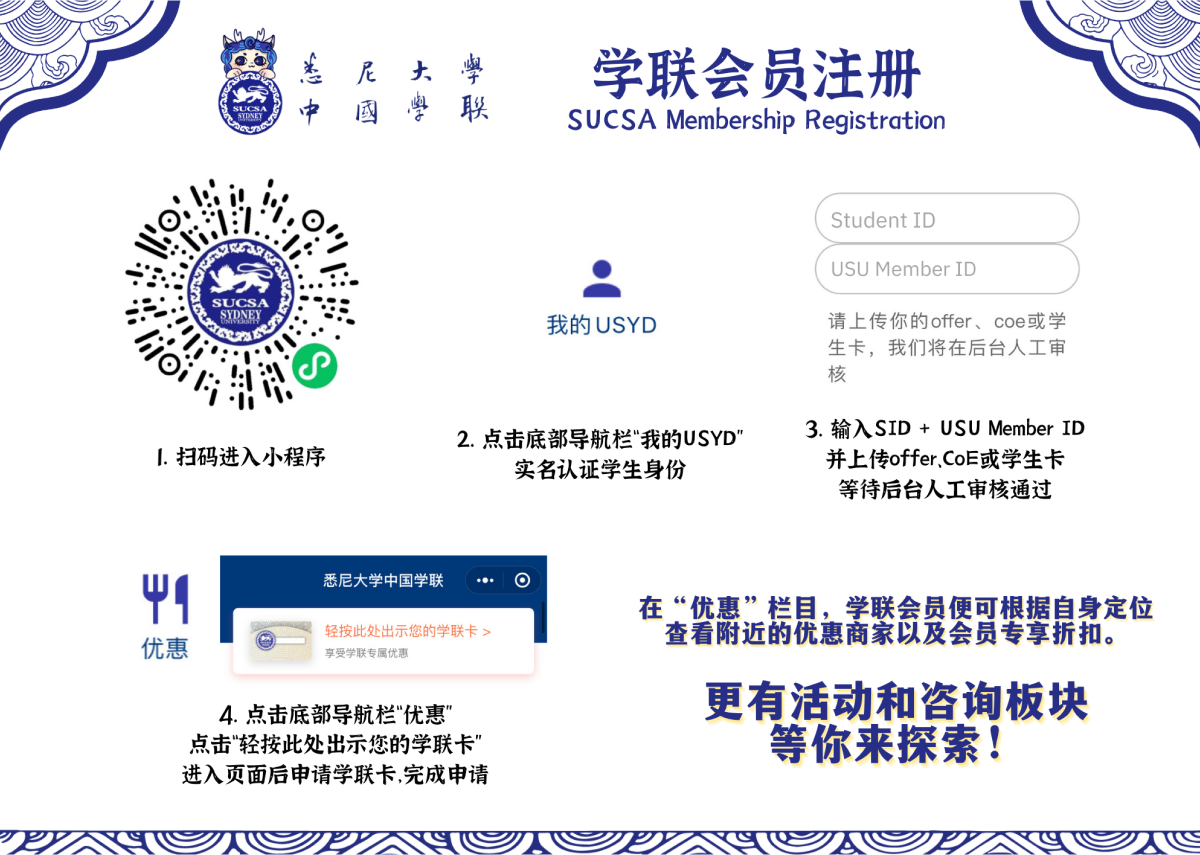 悉尼大學
中國學联
SUCSA
SYDNEY
UNIVERSITY
学联会员注册
SUCSA Membership Registration
SUCSA
SYDNEY
UNIVERSITY
1. 扫码进入小程序
我的USYD
2. 点击底部导航栏“我的USYD”
实名认证学生身份
Student ID
USU Member ID
请上传你的offer、coe或学
生卡，我们将在后台人工审
核
3. 输入SID + USU Member ID
并上传offer,CoE或学生卡
等待后台人工审核通过
优惠
悉尼大学中国学联
轻按此处出示您的学联卡 >
享受学联专属优惠
4. 点击底部导航栏“优惠”
点击“轻按此处出示您的学联卡”
进入页面后申请学联卡,完成申请
在“优惠”栏目，学联会员便可根据自身定位
查看附近的优惠商家以及会员专享折扣。
更有活动和咨询板块
等你来探索！